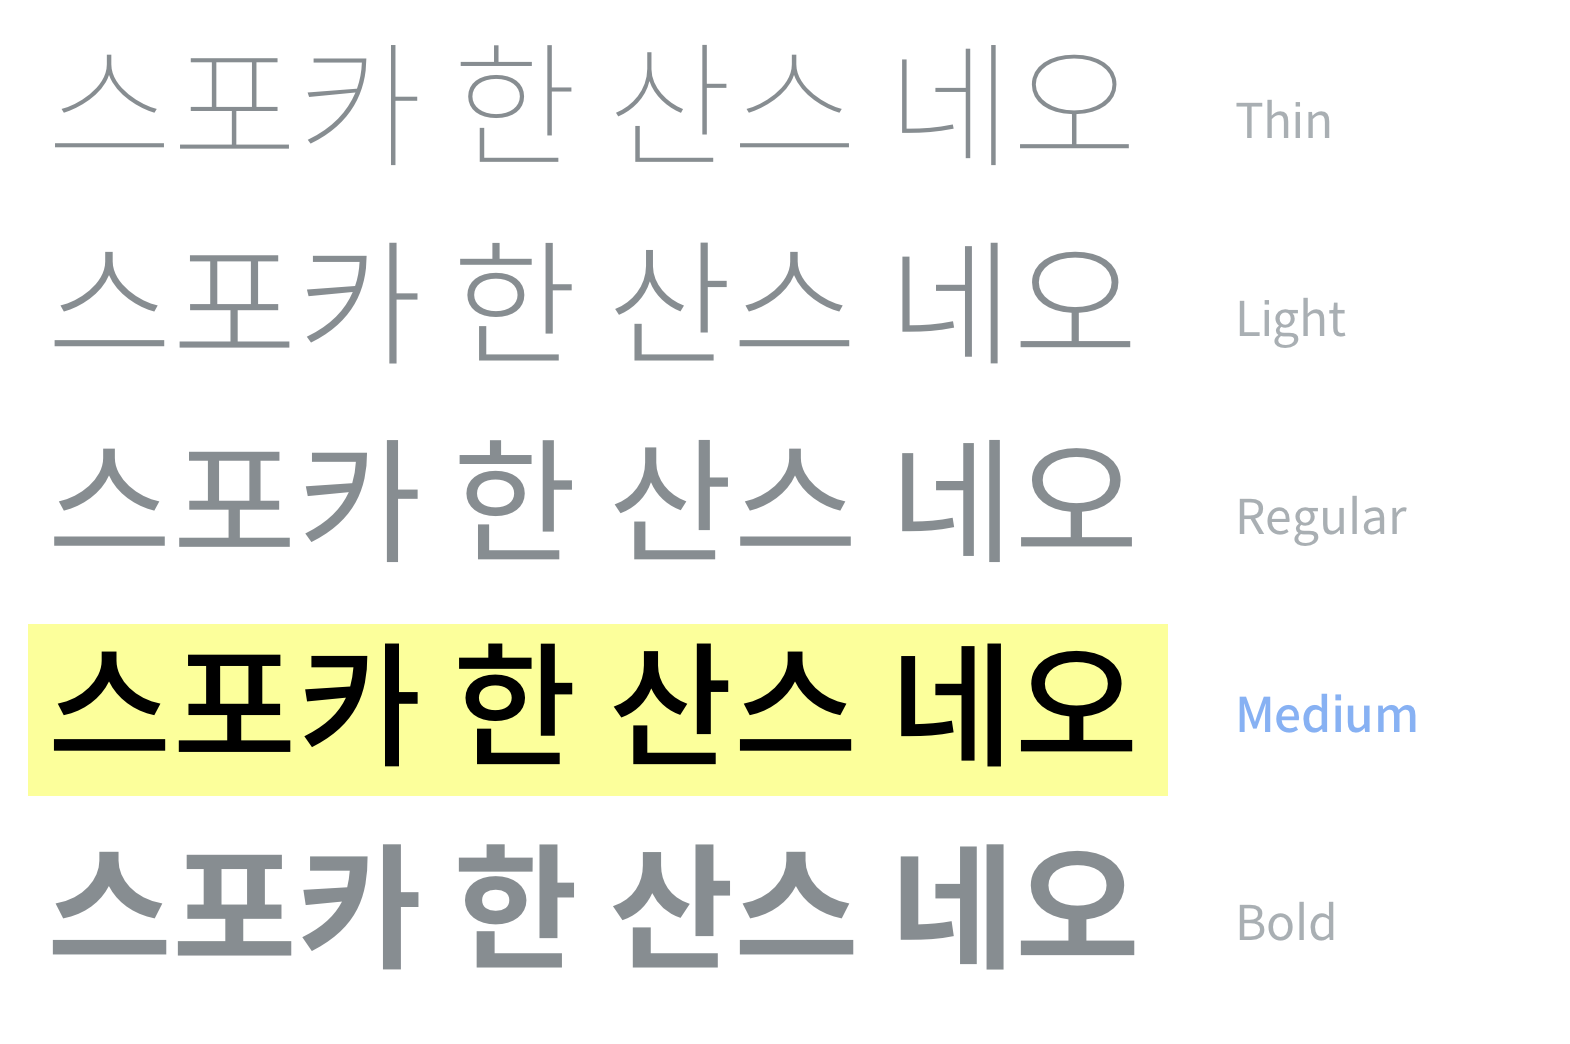 스포카 한 산스 네오 Thin
스포카 한 산스 네오 Light
스포카 한 산스 네오 Regular
스포카 한 산스 네오 Medium
스포카 한 산스 네오 Bold